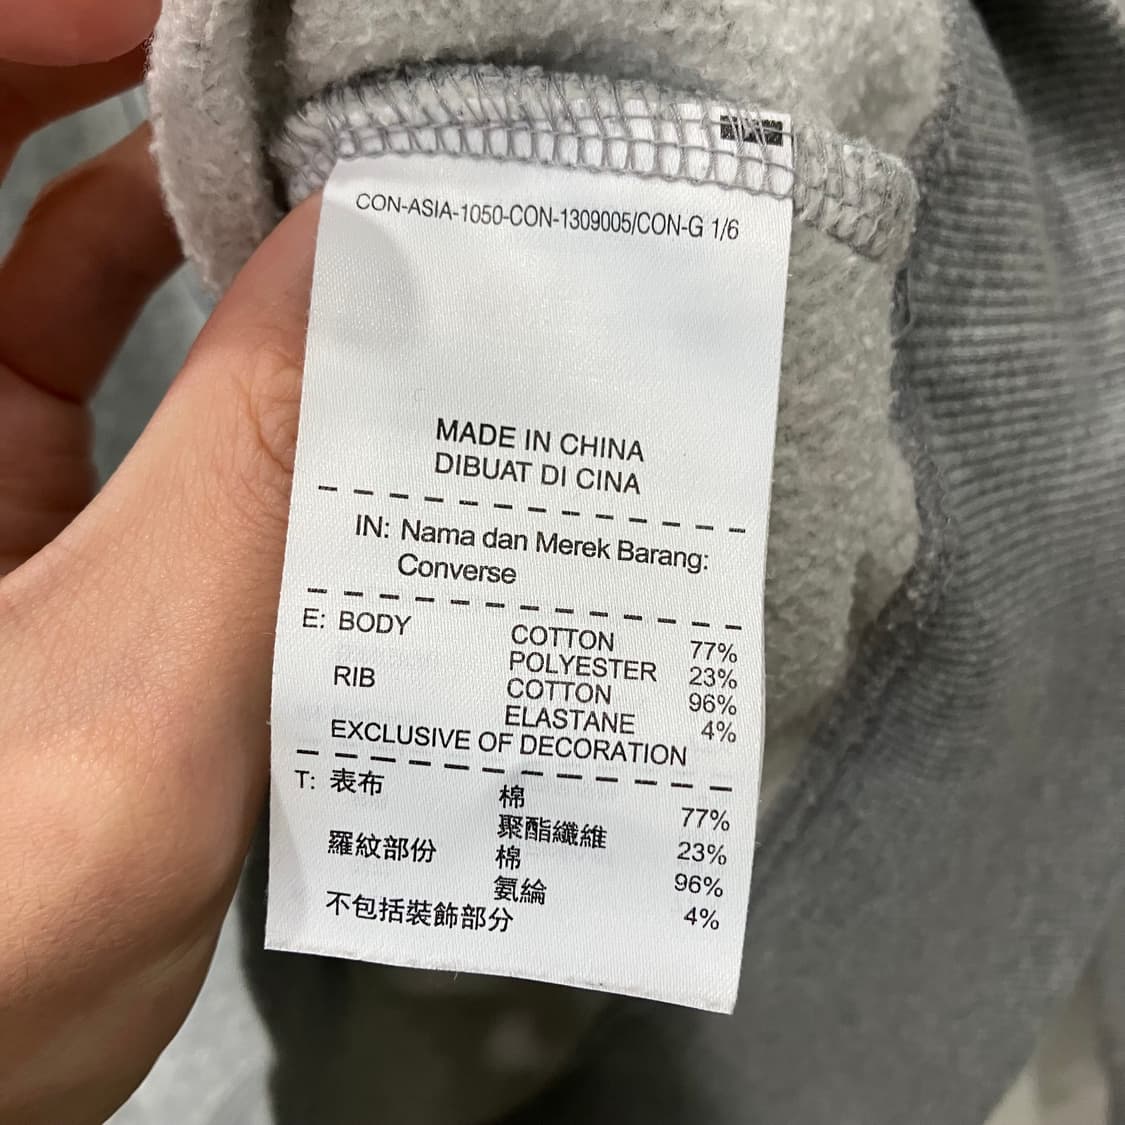 CON-ASIA-1050-CON-1309005/CON-G 1/6
MADE IN CHINA
DIBUAT DI CINA
IN: Nama dan Merek Barang:
Converse
E: BODY COTTON 77%
POLYESTER 23%
RIB COTTON 96%
ELASTANE 4%
EXCLUSIVE OF DECORATION
T: 表布 棉 77%
聚酯纖維 23%
羅紋部份 棉 96%
氨綸 4%
不包括裝飾部分